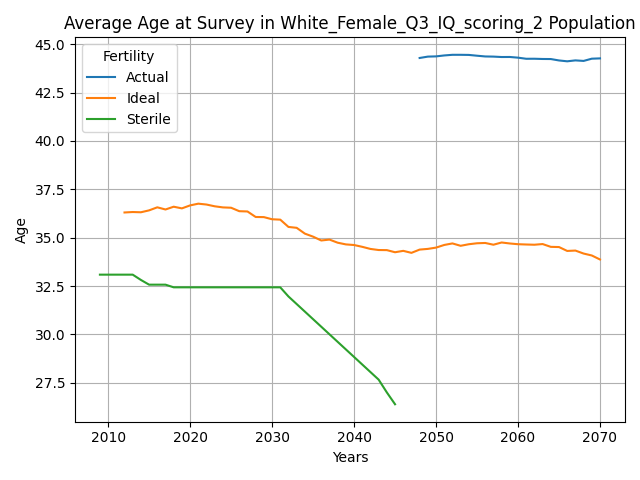 Average Age at Survey in White_Female_Q3_IQ_scoring_2 Population
45.0
42.5
40.0
37.5
35.0
32.5
30.0
27.5
Age
Fertility
Actual
Ideal
Sterile
2010 2020 2030 2040 2050 2060 2070
Years